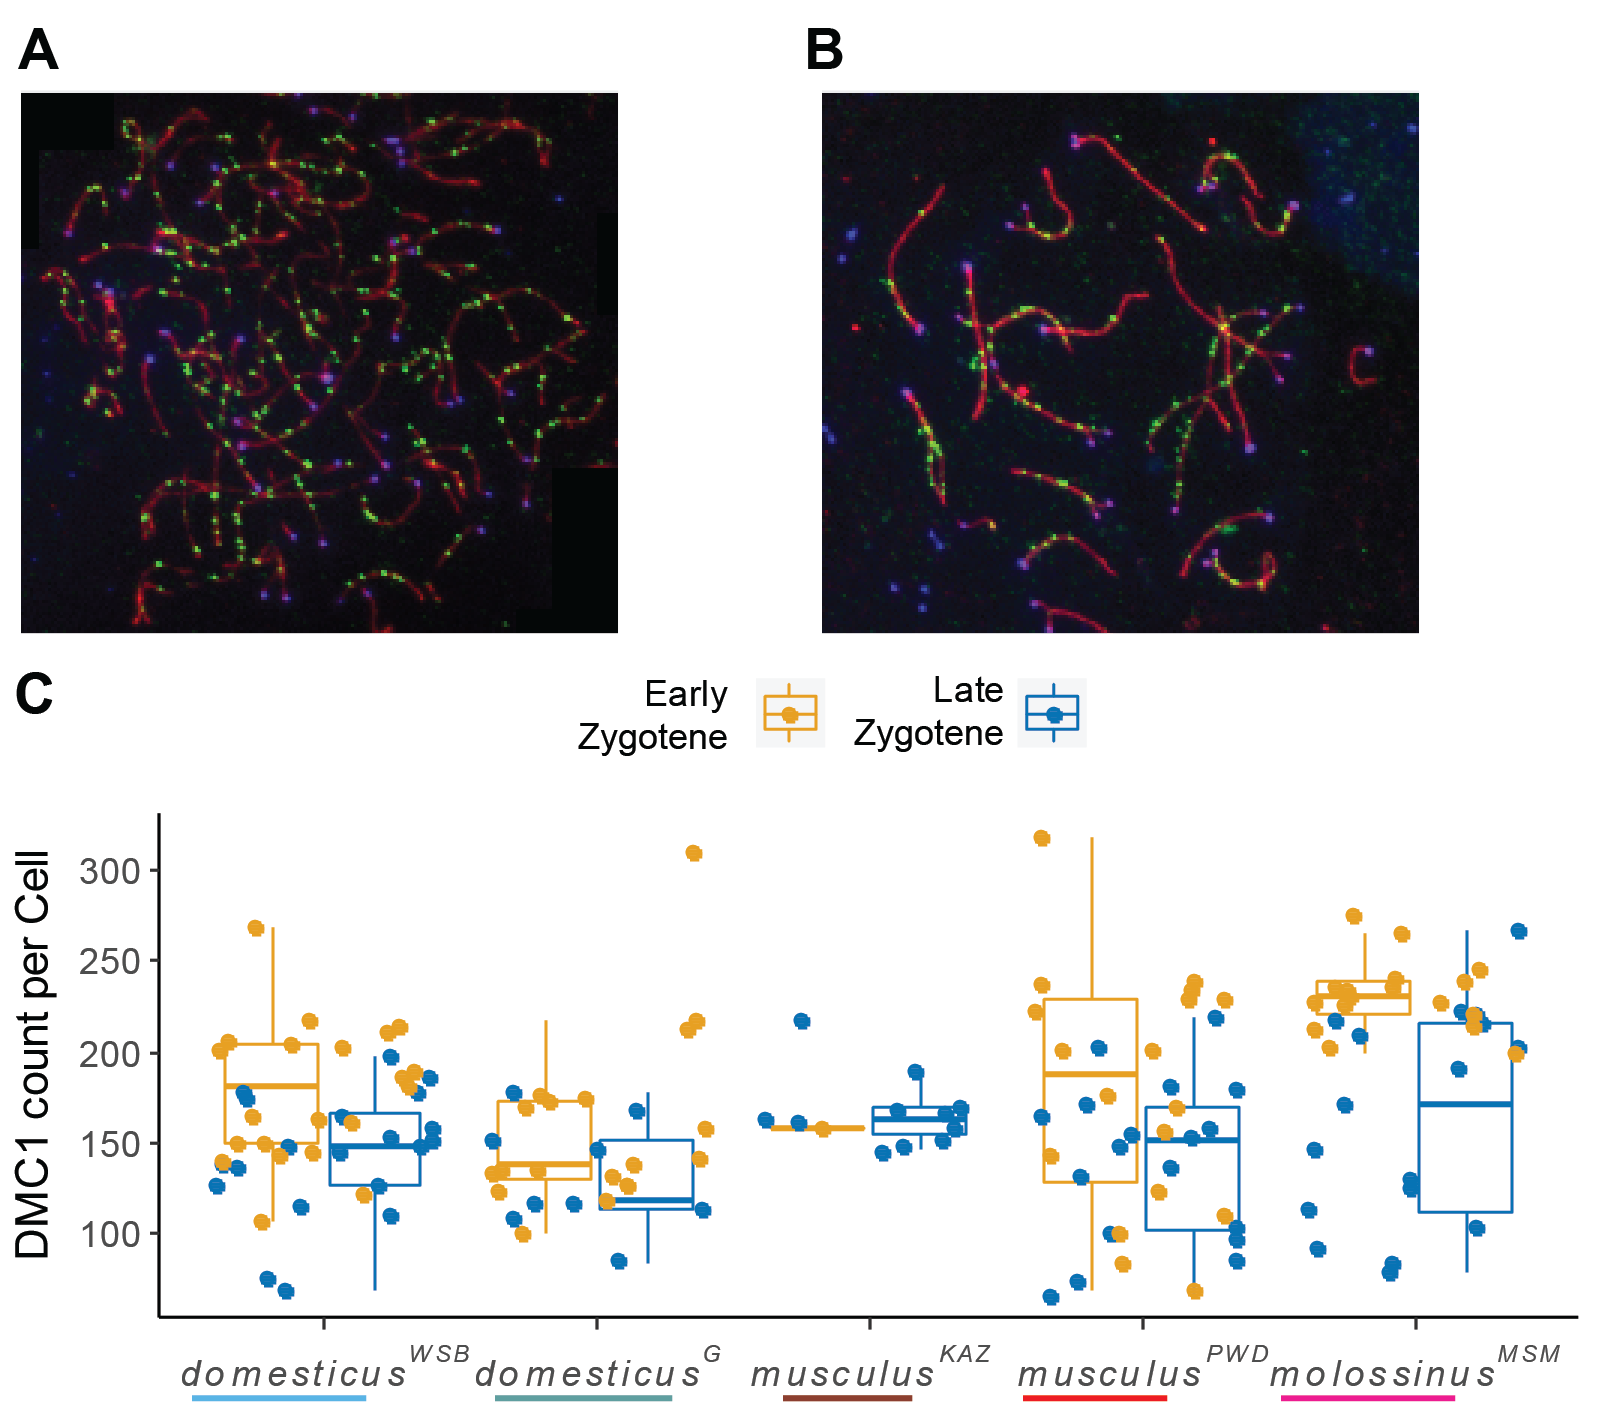 A
B
C
Early Zygotene
Late Zygotene
DMC1 count per Cell
300
250
200
150
100
domesticus WSB
domesticus G
musculus KAZ
musculus PWD
molossinus MSM